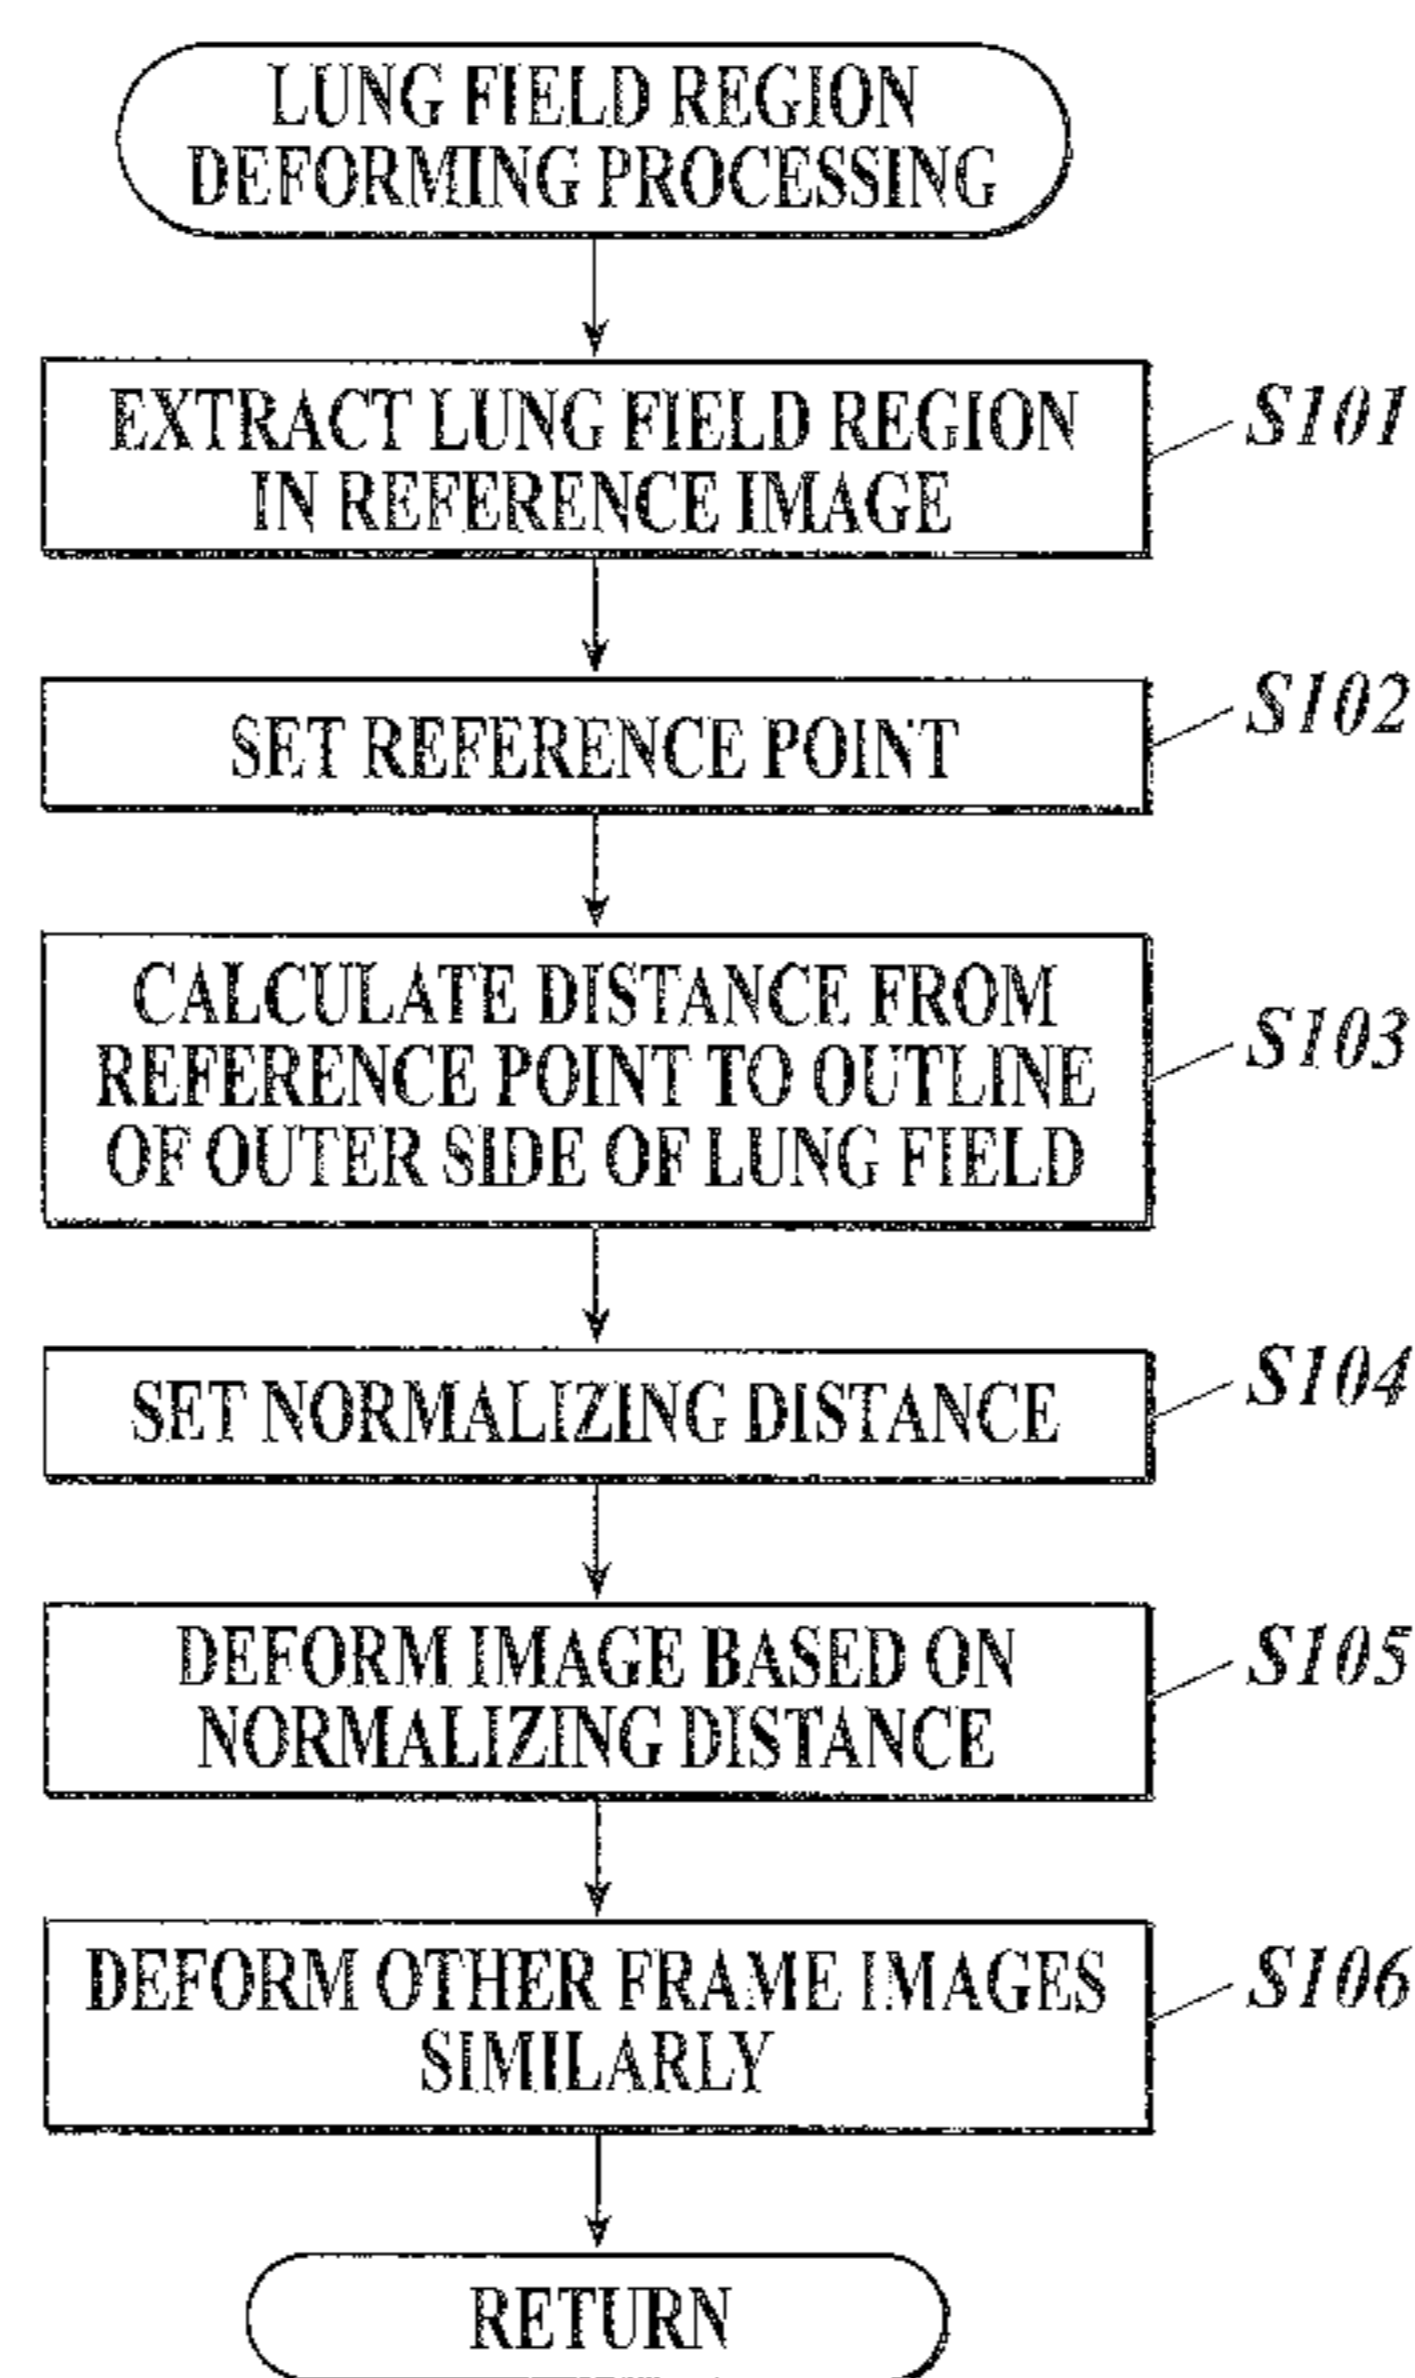 LUNG FIELD REGION
DEFORMING PROCESSING
EXTRACT LUNG FIELD REGION
IN REFERENCE IMAGE
S101
SET REFERENCE POINT
S102
CALCULATE DISTANCE FROM
REFERENCE POINT TO OUTLINE
OF OUTER SIDE OF LUNG FIELD
S103
SET NORMALIZING DISTANCE
S104
DEFORM IMAGE BASED ON
NORMALIZING DISTANCE
S105
DEFORM OTHER FRAME IMAGES
SIMILARLY
S106
RETURN